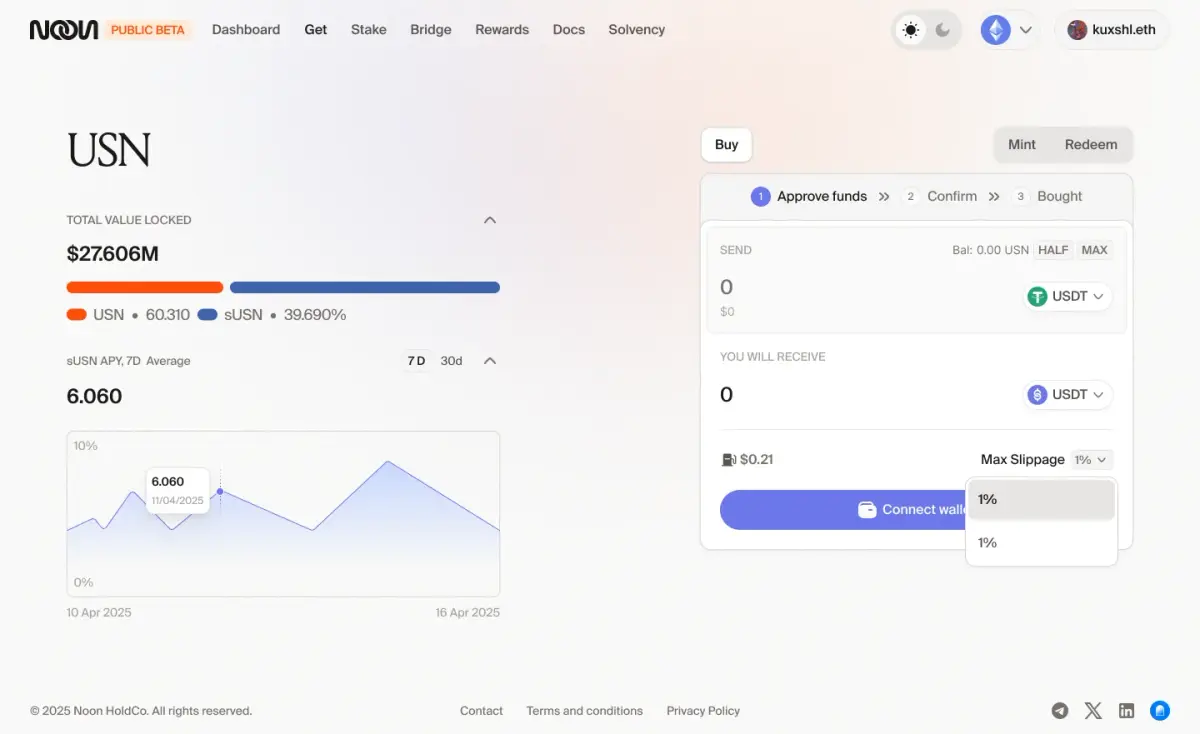 NOON PUBLIC BETA Dashboard Get Stake Bridge Rewards Docs Solvency kuxshl.eth
USN
TOTAL VALUE LOCKED
$27.606M
USN • 60.310 sUSN • 39.690%
sUSN APY, 7D Average 7D 30d
6.060
10%
6.060
11/04/2025
0%
10 Apr 2025 16 Apr 2025
Buy Mint Redeem
1 Approve funds 2 Confirm 3 Bought
SEND Bal: 0.00 USN HALF MAX
0 USDT
$0
YOU WILL RECEIVE
0 USDT
$0.21 Max Slippage 1%
Connect walle
1%
1%
© 2025 Noon HoldCo. All rights reserved. Contact Terms and conditions Privacy Policy